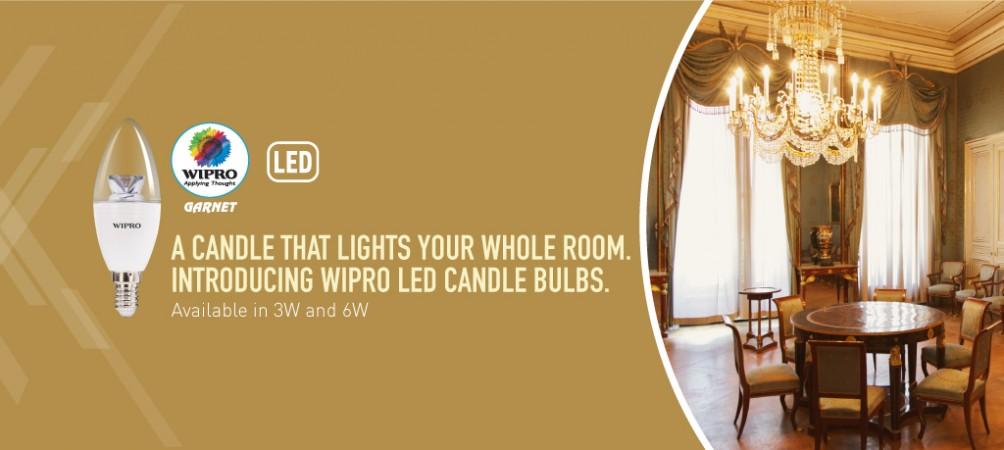 WIPRO
WIPRO
Applying Thought
GARNET
LED
A CANDLE THAT LIGHTS YOUR WHOLE ROOM.
INTRODUCING WIPRO LED CANDLE BULBS.
Available in 3W and 6W